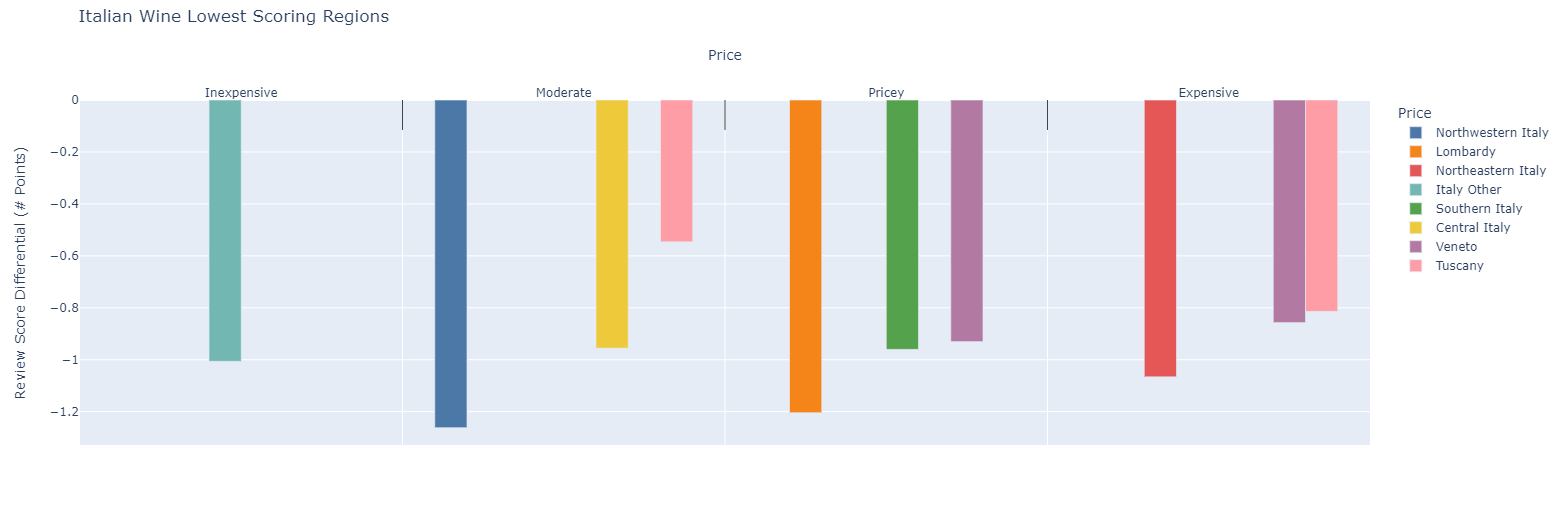 Italian Wine Lowest Scoring Regions
Price
Inexpensive Moderate Pricey Expensive
0
−0.2
−0.4
−0.6
−0.8
−1
−1.2
Review Score Differential (# Points)
Price
Northwestern Italy
Lombardy
Northeastern Italy
Italy Other
Southern Italy
Central Italy
Veneto
Tuscany